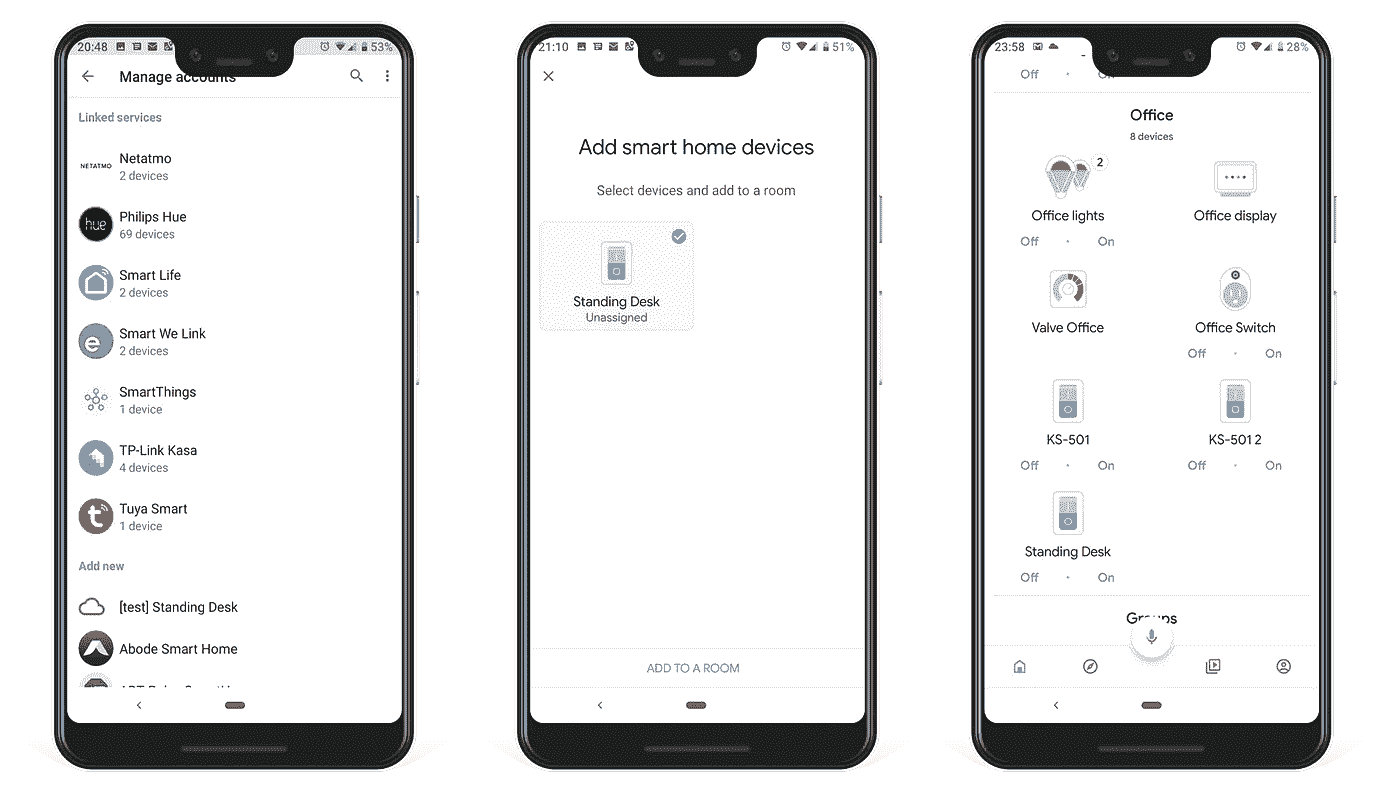 20:48
53%
Manage accounts
Linked services
NETATMO
Netatmo
2 devices
hue
Philips Hue
69 devices
Smart Life
2 devices
e
Smart We Link
2 devices
SmartThings
1 device
TP-Link Kasa
4 devices
t
Tuya Smart
1 device
Add new
[test] Standing Desk
Abode Smart Home
21:10
51%
Add smart home devices
Select devices and add to a room
Standing Desk
Unassigned
ADD TO A ROOM
23:58
28%
Off On
Office
8 devices
2
Office lights
Office display
Off On
Valve Office
Office Switch
Off On
KS-501
KS-501 2
Off On
Off On
Standing Desk
Off On
Groups